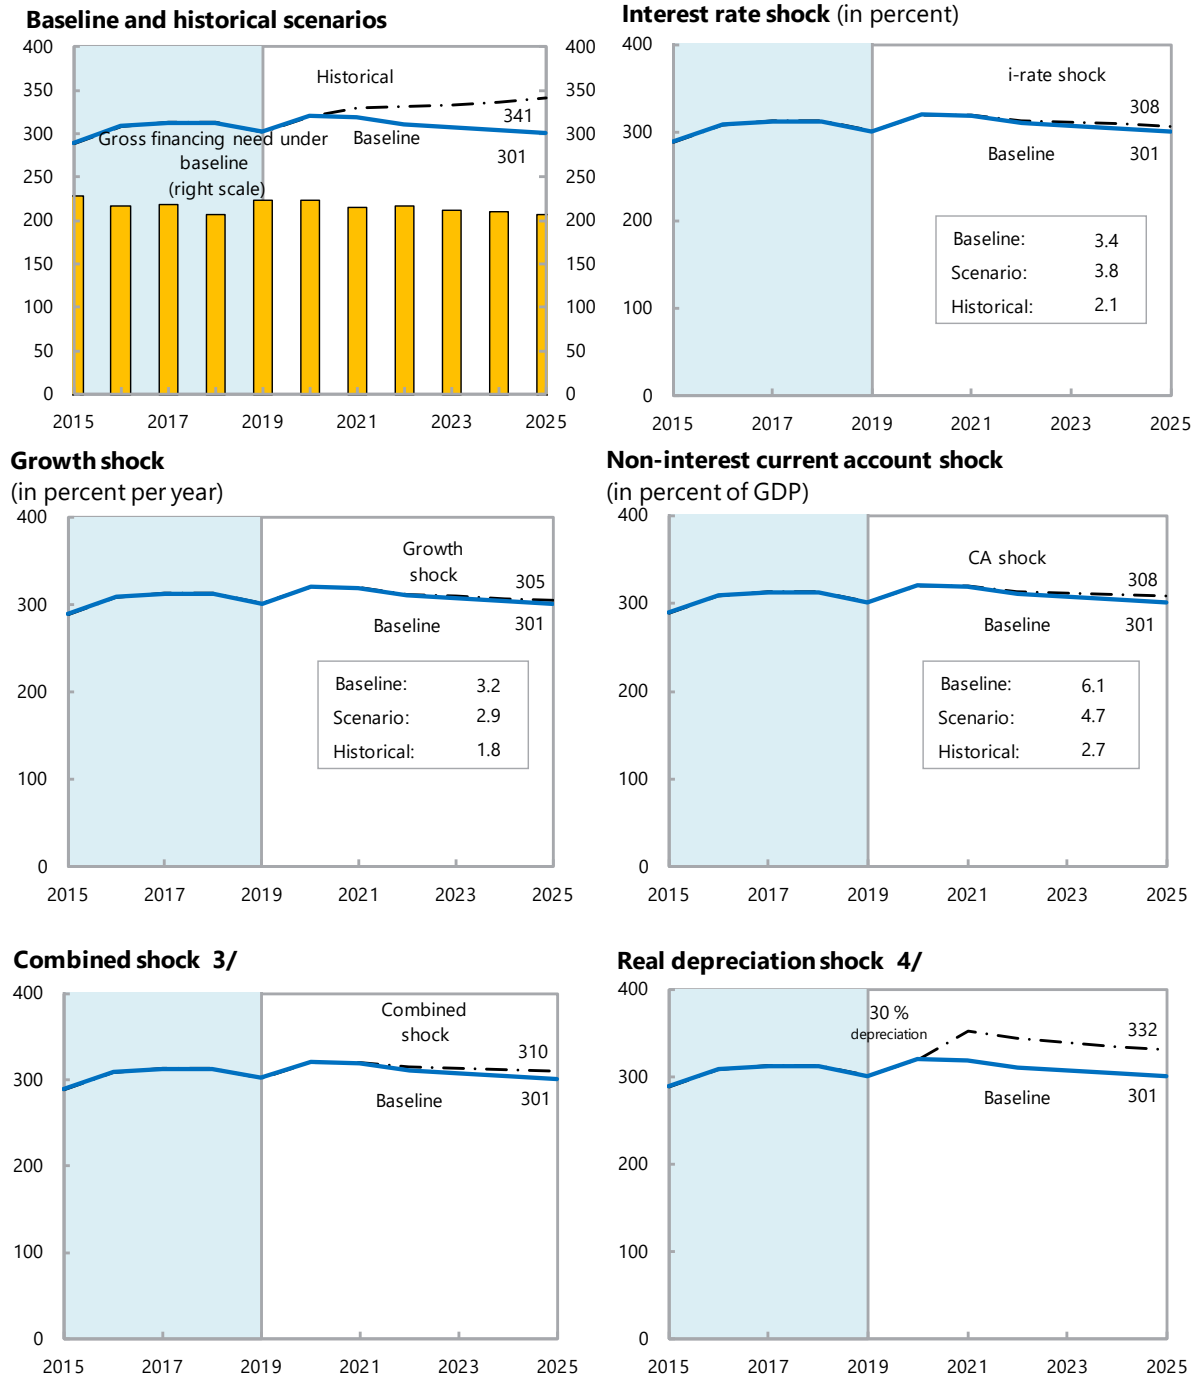 Baseline and historical scenarios
400
350
300
250
200
150
100
50
0
400
350
300
250
200
150
100
50
0
Historical
341
Baseline
301
Gross financing need under
baseline
(right scale)
2015 2017 2019 2021 2023 2025
Interest rate shock (in percent)
400
300
200
100
0
i-rate shock
308
Baseline
301
Baseline: 3.4
Scenario: 3.8
Historical: 2.1
2015 2017 2019 2021 2023 2025
Growth shock
(in percent per year)
400
300
200
100
0
Growth
shock
305
Baseline
301
Baseline: 3.2
Scenario: 2.9
Historical: 1.8
2015 2017 2019 2021 2023 2025
Non-interest current account shock
(in percent of GDP)
400
300
200
100
0
CA shock
308
Baseline
301
Baseline: 6.1
Scenario: 4.7
Historical: 2.7
2015 2017 2019 2021 2023 2025
Combined shock 3/
400
300
200
100
0
Combined
shock
310
Baseline
301
2015 2017 2019 2021 2023 2025
Real depreciation shock 4/
400
300
200
100
0
30 %
depreciation
332
Baseline
301
2015 2017 2019 2021 2023 2025